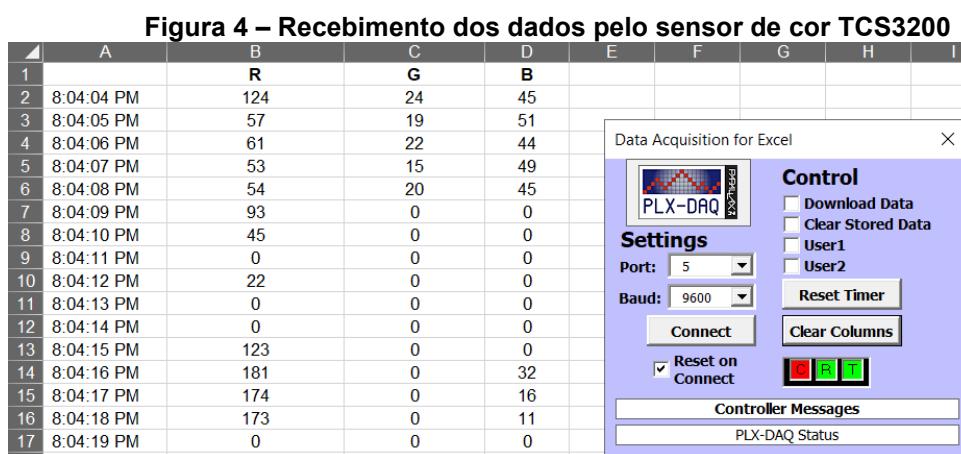 Figura 4 – Recebimento dos dados pelo sensor de cor TCS3200
A B C D E F G H I
1 R G B
2 8:04:04 PM 124 24 45
3 8:04:05 PM 57 19 51
4 8:04:06 PM 61 22 44
5 8:04:07 PM 53 15 49
6 8:04:08 PM 54 20 45
7 8:04:09 PM 93 0 0
8 8:04:10 PM 45 0 0
9 8:04:11 PM 0 0 0
10 8:04:12 PM 22 0 0
11 8:04:13 PM 0 0 0
12 8:04:14 PM 0 0 0
13 8:04:15 PM 123 0 0
14 8:04:16 PM 181 0 32
15 8:04:17 PM 174 0 16
16 8:04:18 PM 173 0 11
17 8:04:19 PM 0 0 0
Data Acquisition for Excel
PLX-DAQ
PARALLAX
Settings
Port: 5
Baud: 9600
Connect
Reset on
Connect
Control
Download Data
Clear Stored Data
User1
User2
Reset Timer
Clear Columns
C R T
Controller Messages
PLX-DAQ Status